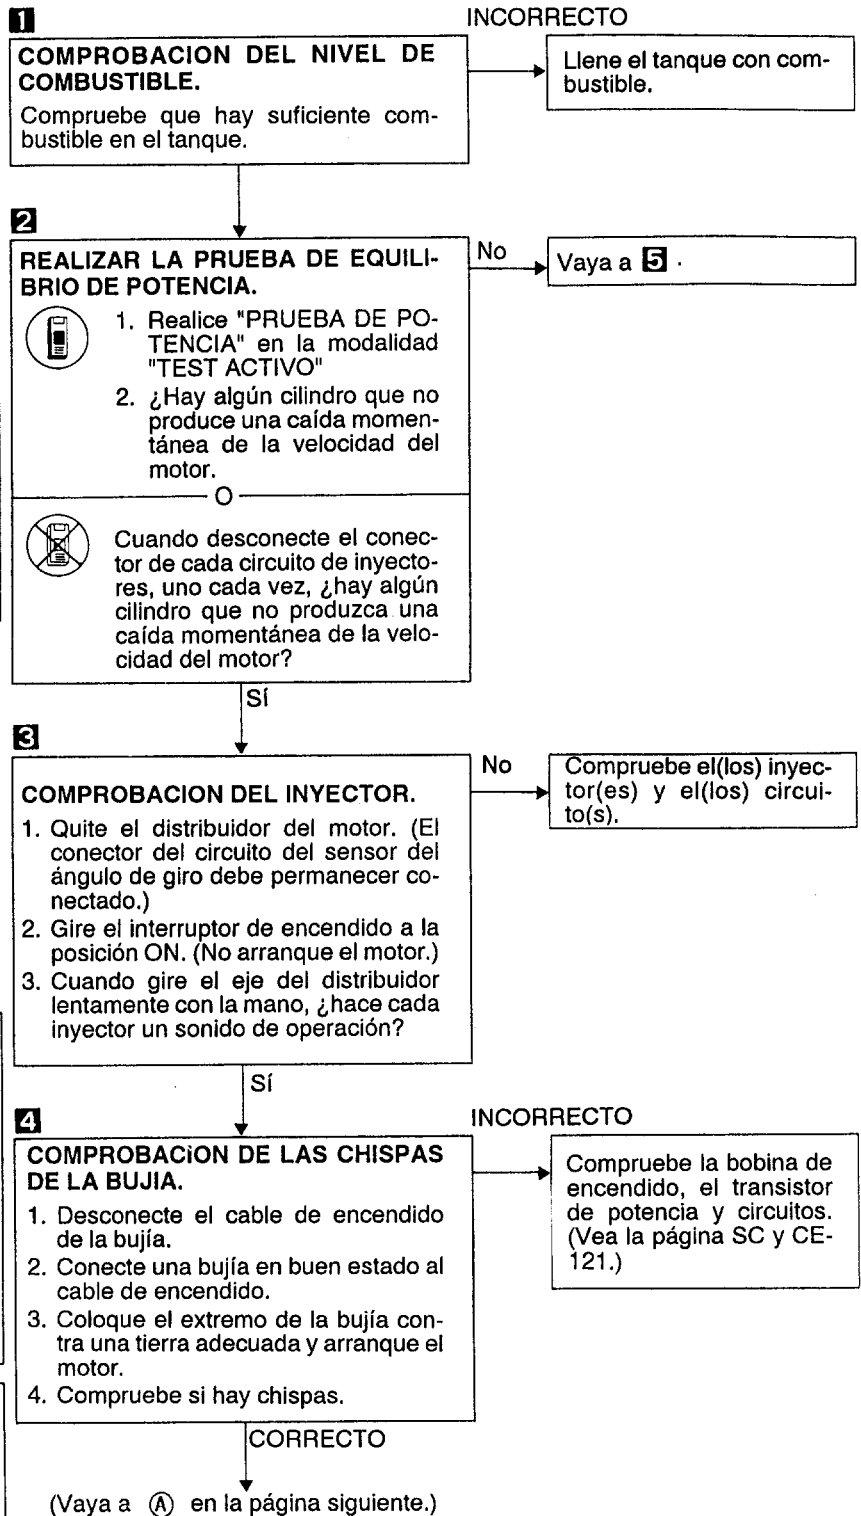 1
INCORRECTO
COMPROBACION DEL NIVEL DE
COMBUSTIBLE.
Compruebe que hay suficiente com-
bustible en el tanque.
Llene el tanque con com-
bustible.
2
REALIZAR LA PRUEBA DE EQUILI-
BRIO DE POTENCIA.
1. Realice "PRUEBA DE PO-
TENCIA" en la modalidad
"TEST ACTIVO"
2. ¿Hay algún cilindro que no
produce una caída momen-
tánea de la velocidad del
motor.
O
Cuando desconecte el conec-
tor de cada circuito de inyecto-
res, uno cada vez, ¿hay algún
cilindro que no produzca una
caída momentánea de la velo-
cidad del motor?
No
Vaya a 5 .
Sí
3
COMPROBACION DEL INYECTOR.
1. Quite el distribuidor del motor. (El
conector del circuito del sensor del
ángulo de giro debe permanecer co-
nectado.)
2. Gire el interruptor de encendido a la
posición ON. (No arranque el motor.)
3. Cuando gire el eje del distribuidor
lentamente con la mano, ¿hace cada
inyector un sonido de operación?
No
Compruebe el(los) inyec-
tor(es) y el(los) circui-
to(s).
Sí
4
INCORRECTO
COMPROBACiON DE LAS CHISPAS
DE LA BUJIA.
1. Desconecte el cable de encendido
de la bujía.
2. Conecte una bujía en buen estado al
cable de encendido.
3. Coloque el extremo de la bujía con-
tra una tierra adecuada y arranque el
motor.
4. Compruebe si hay chispas.
Compruebe la bobina de
encendido, el transistor
de potencia y circuitos.
(Vea la página SC y CE-
121.)
CORRECTO
(Vaya a Ⓐ en la página siguiente.)